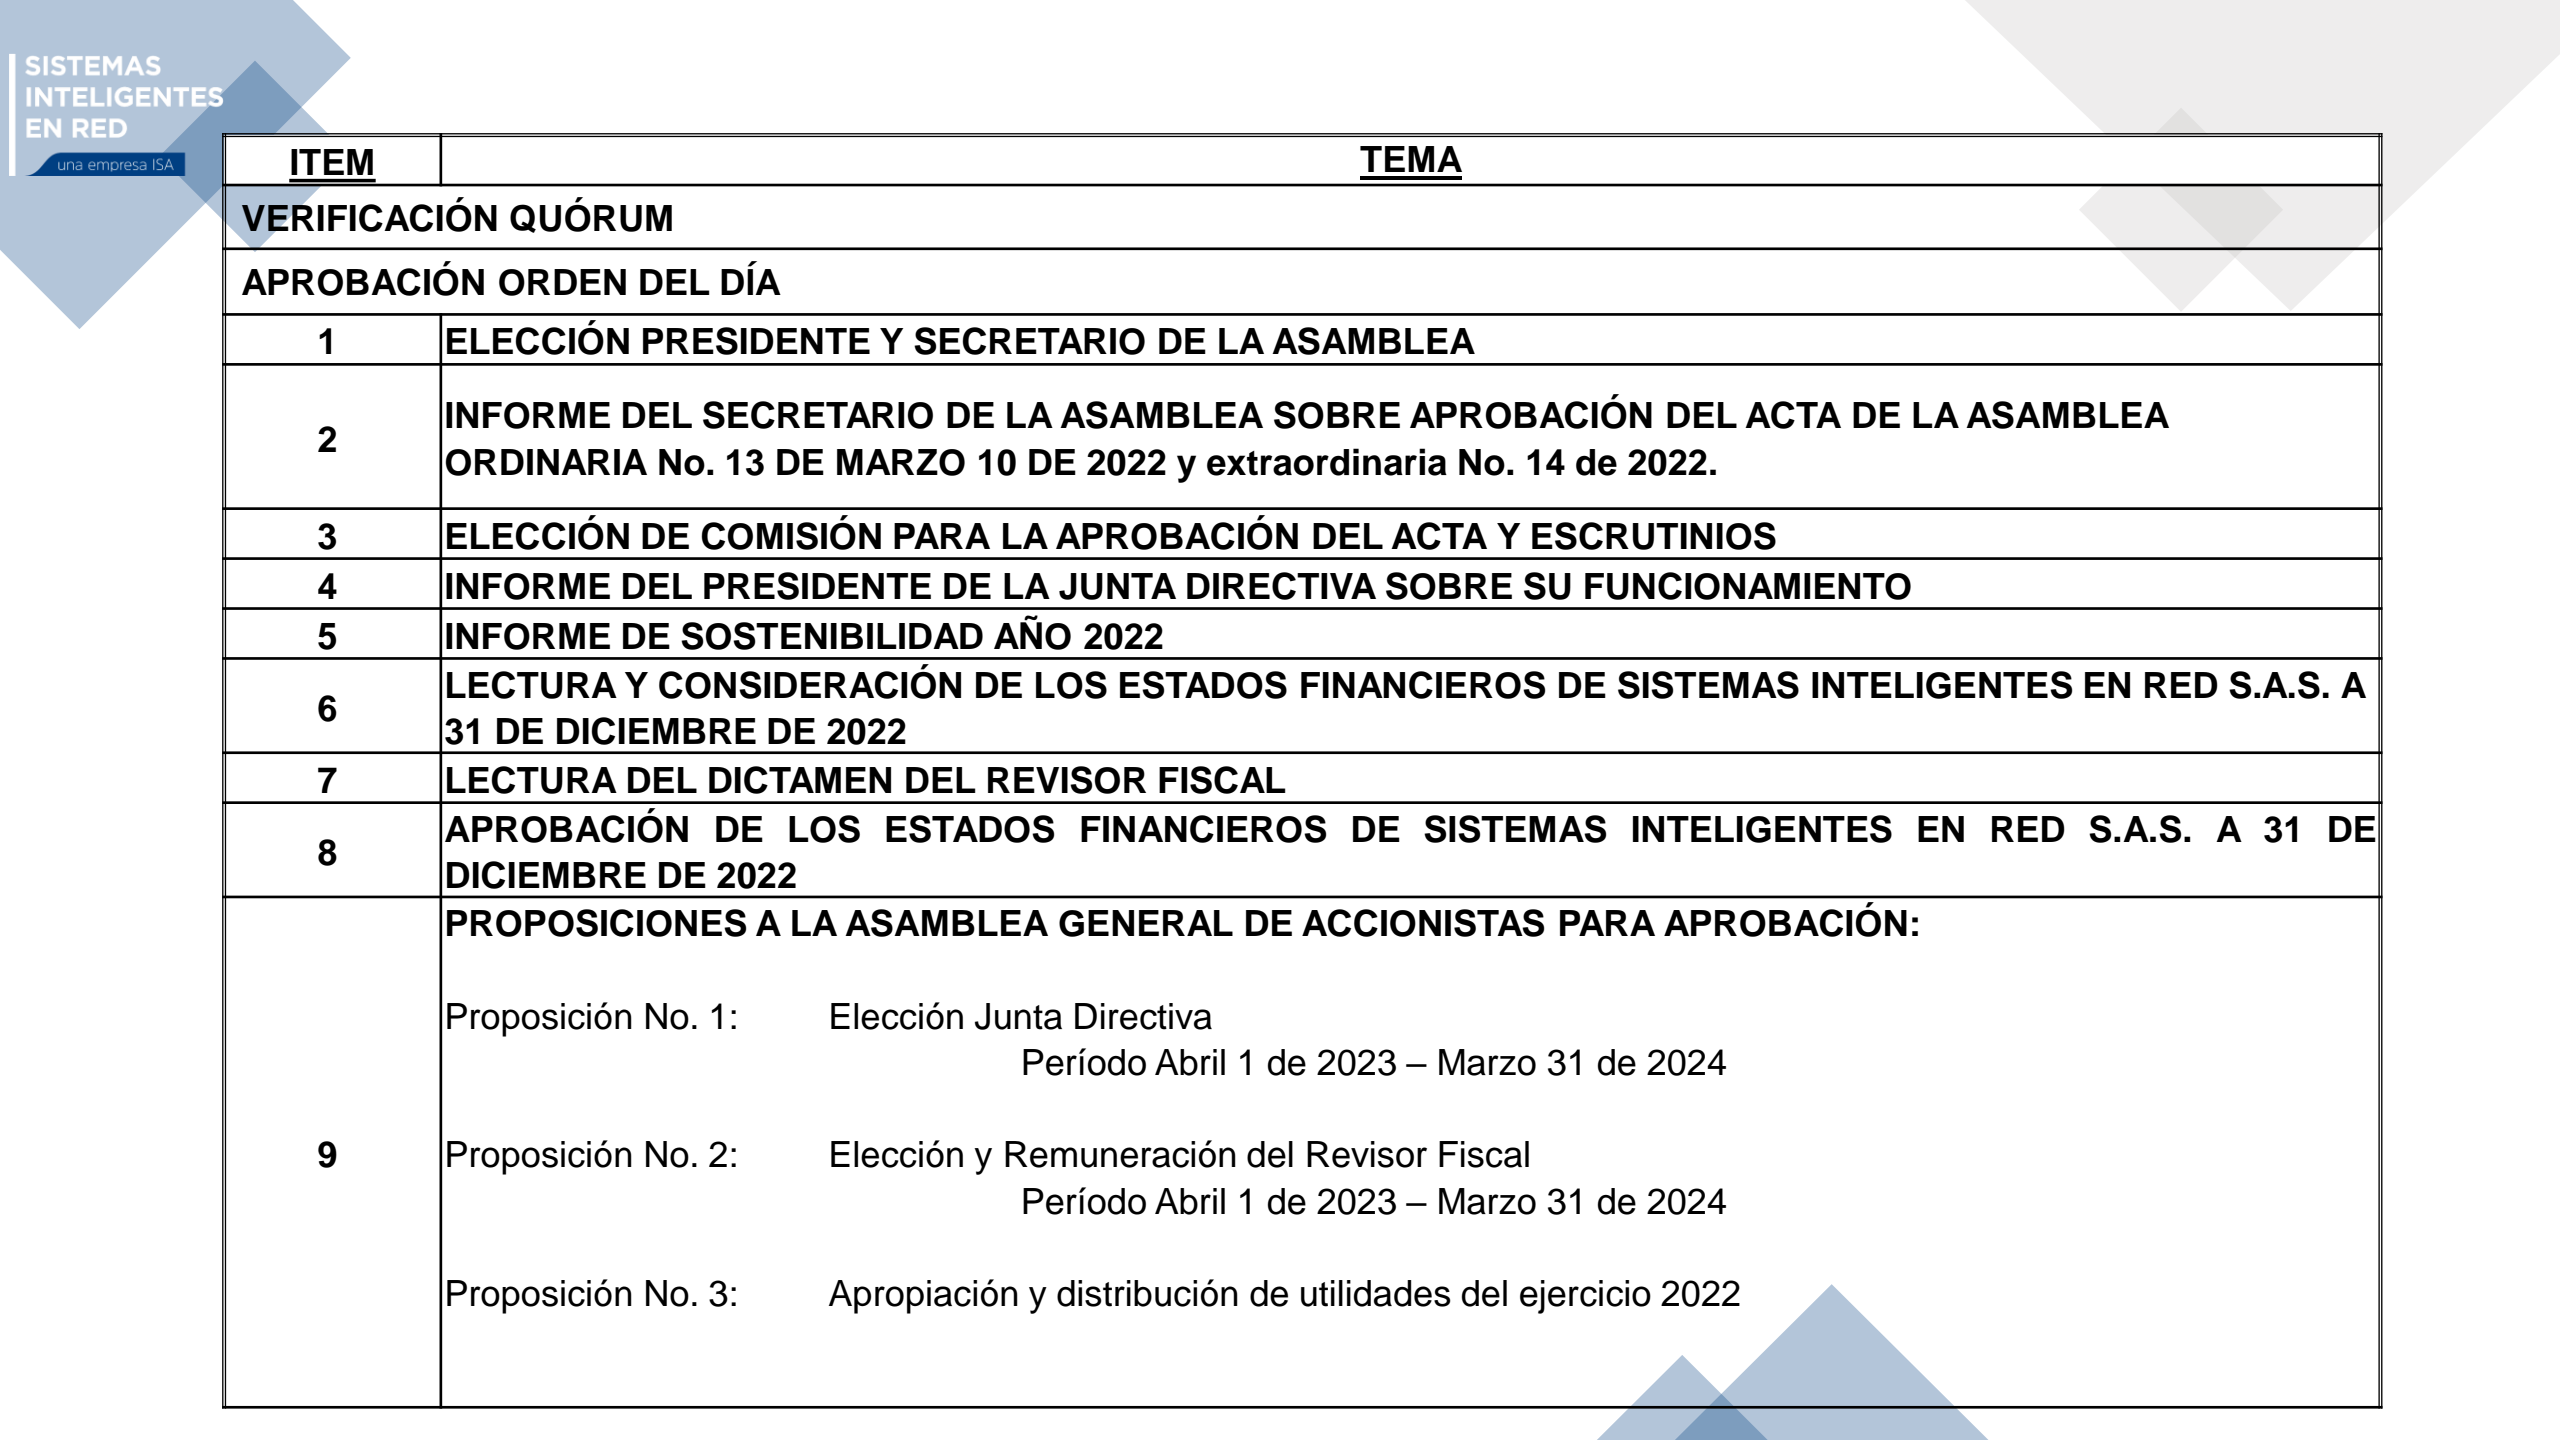 SISTEMAS
INTELIGENTES
EN RED
una empresa ISA
ITEM TEMA
VERIFICACIÓN QUÓRUM
APROBACIÓN ORDEN DEL DÍA
1 ELECCIÓN PRESIDENTE Y SECRETARIO DE LA ASAMBLEA
2 INFORME DEL SECRETARIO DE LA ASAMBLEA SOBRE APROBACIÓN DEL ACTA DE LA ASAMBLEA
ORDINARIA No. 13 DE MARZO 10 DE 2022 y extraordinaria No. 14 de 2022.
3 ELECCIÓN DE COMISIÓN PARA LA APROBACIÓN DEL ACTA Y ESCRUTINIOS
4 INFORME DEL PRESIDENTE DE LA JUNTA DIRECTIVA SOBRE SU FUNCIONAMIENTO
5 INFORME DE SOSTENIBILIDAD AÑO 2022
6 LECTURA Y CONSIDERACIÓN DE LOS ESTADOS FINANCIEROS DE SISTEMAS INTELIGENTES EN RED S.A.S. A
31 DE DICIEMBRE DE 2022
7 LECTURA DEL DICTAMEN DEL REVISOR FISCAL
8 APROBACIÓN DE LOS ESTADOS FINANCIEROS DE SISTEMAS INTELIGENTES EN RED S.A.S. A 31 DE
DICIEMBRE DE 2022
9 PROPOSICIONES A LA ASAMBLEA GENERAL DE ACCIONISTAS PARA APROBACIÓN:
Proposición No. 1: Elección Junta Directiva
Período Abril 1 de 2023 – Marzo 31 de 2024
Proposición No. 2: Elección y Remuneración del Revisor Fiscal
Período Abril 1 de 2023 – Marzo 31 de 2024
Proposición No. 3: Apropiación y distribución de utilidades del ejercicio 2022